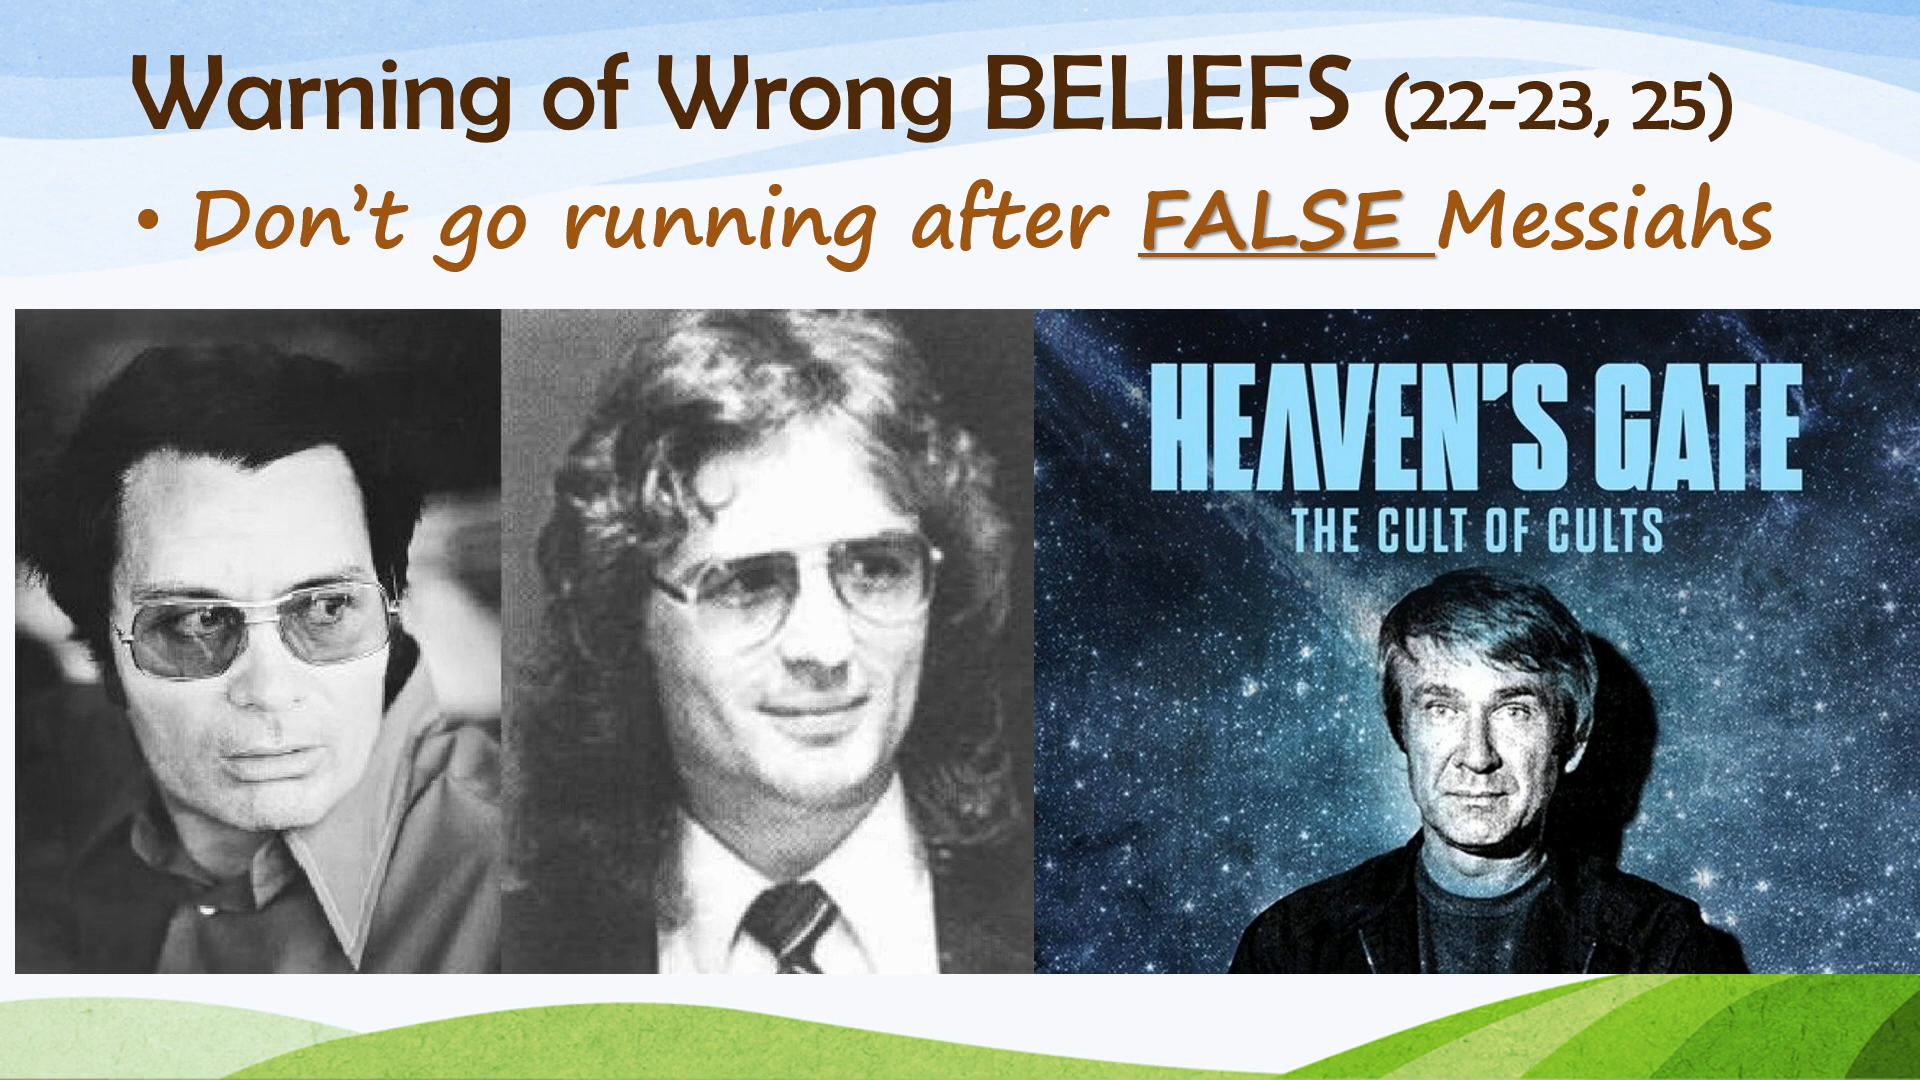 Warning of Wrong BELIEFS (22-23, 25)
• Don't go running after FALSE Messiahs
HEAVEN'S GATE
THE CULT OF CULTS